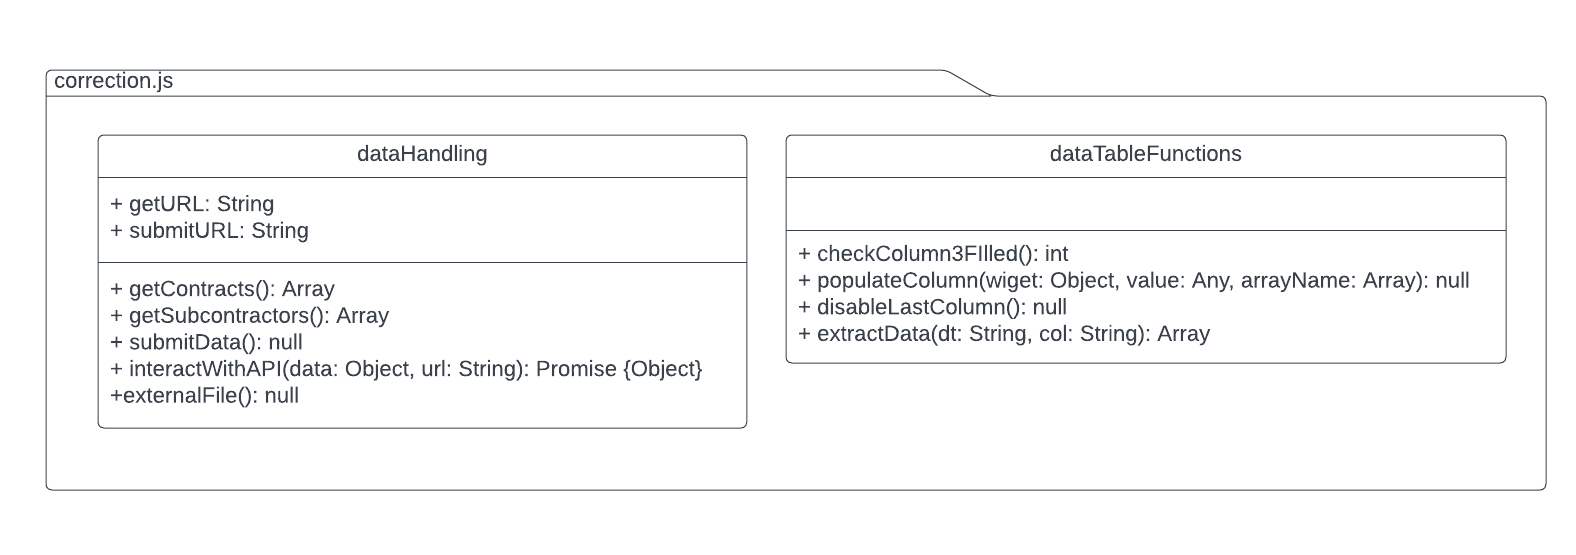 correction.js
dataHandling
+ getURL: String
+ submitURL: String
+ getContracts(): Array
+ getSubcontractors(): Array
+ submitData(): null
+ interactWithAPI(data: Object, url: String): Promise {Object}
+externalFile(): null
dataTableFunctions
+ checkColumn3FIlled(): int
+ populateColumn(wiget: Object, value: Any, arrayName: Array): null
+ disableLastColumn(): null
+ extractData(dt: String, col: String): Array